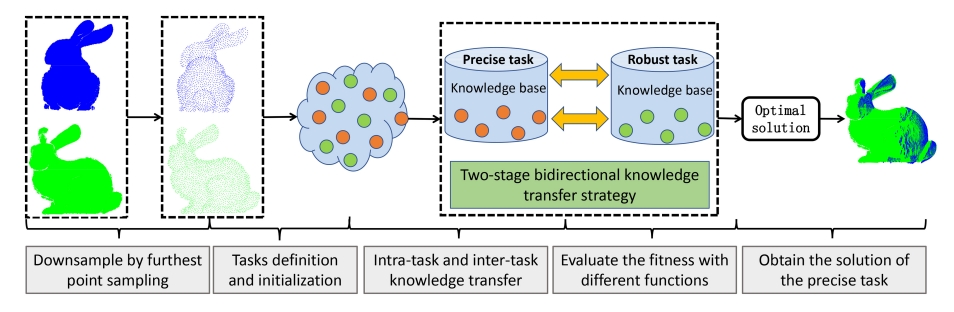 Precise task
Knowledge base
Robust task
Knowledge base
Two-stage bidirectional knowledge
transfer strategy
Optimal
solution
Downsample by furthest
point sampling
Tasks definition
and initialization
Intra-task and inter-task
knowledge transfer
Evaluate the fitness with
different functions
Obtain the solution of
the precise task